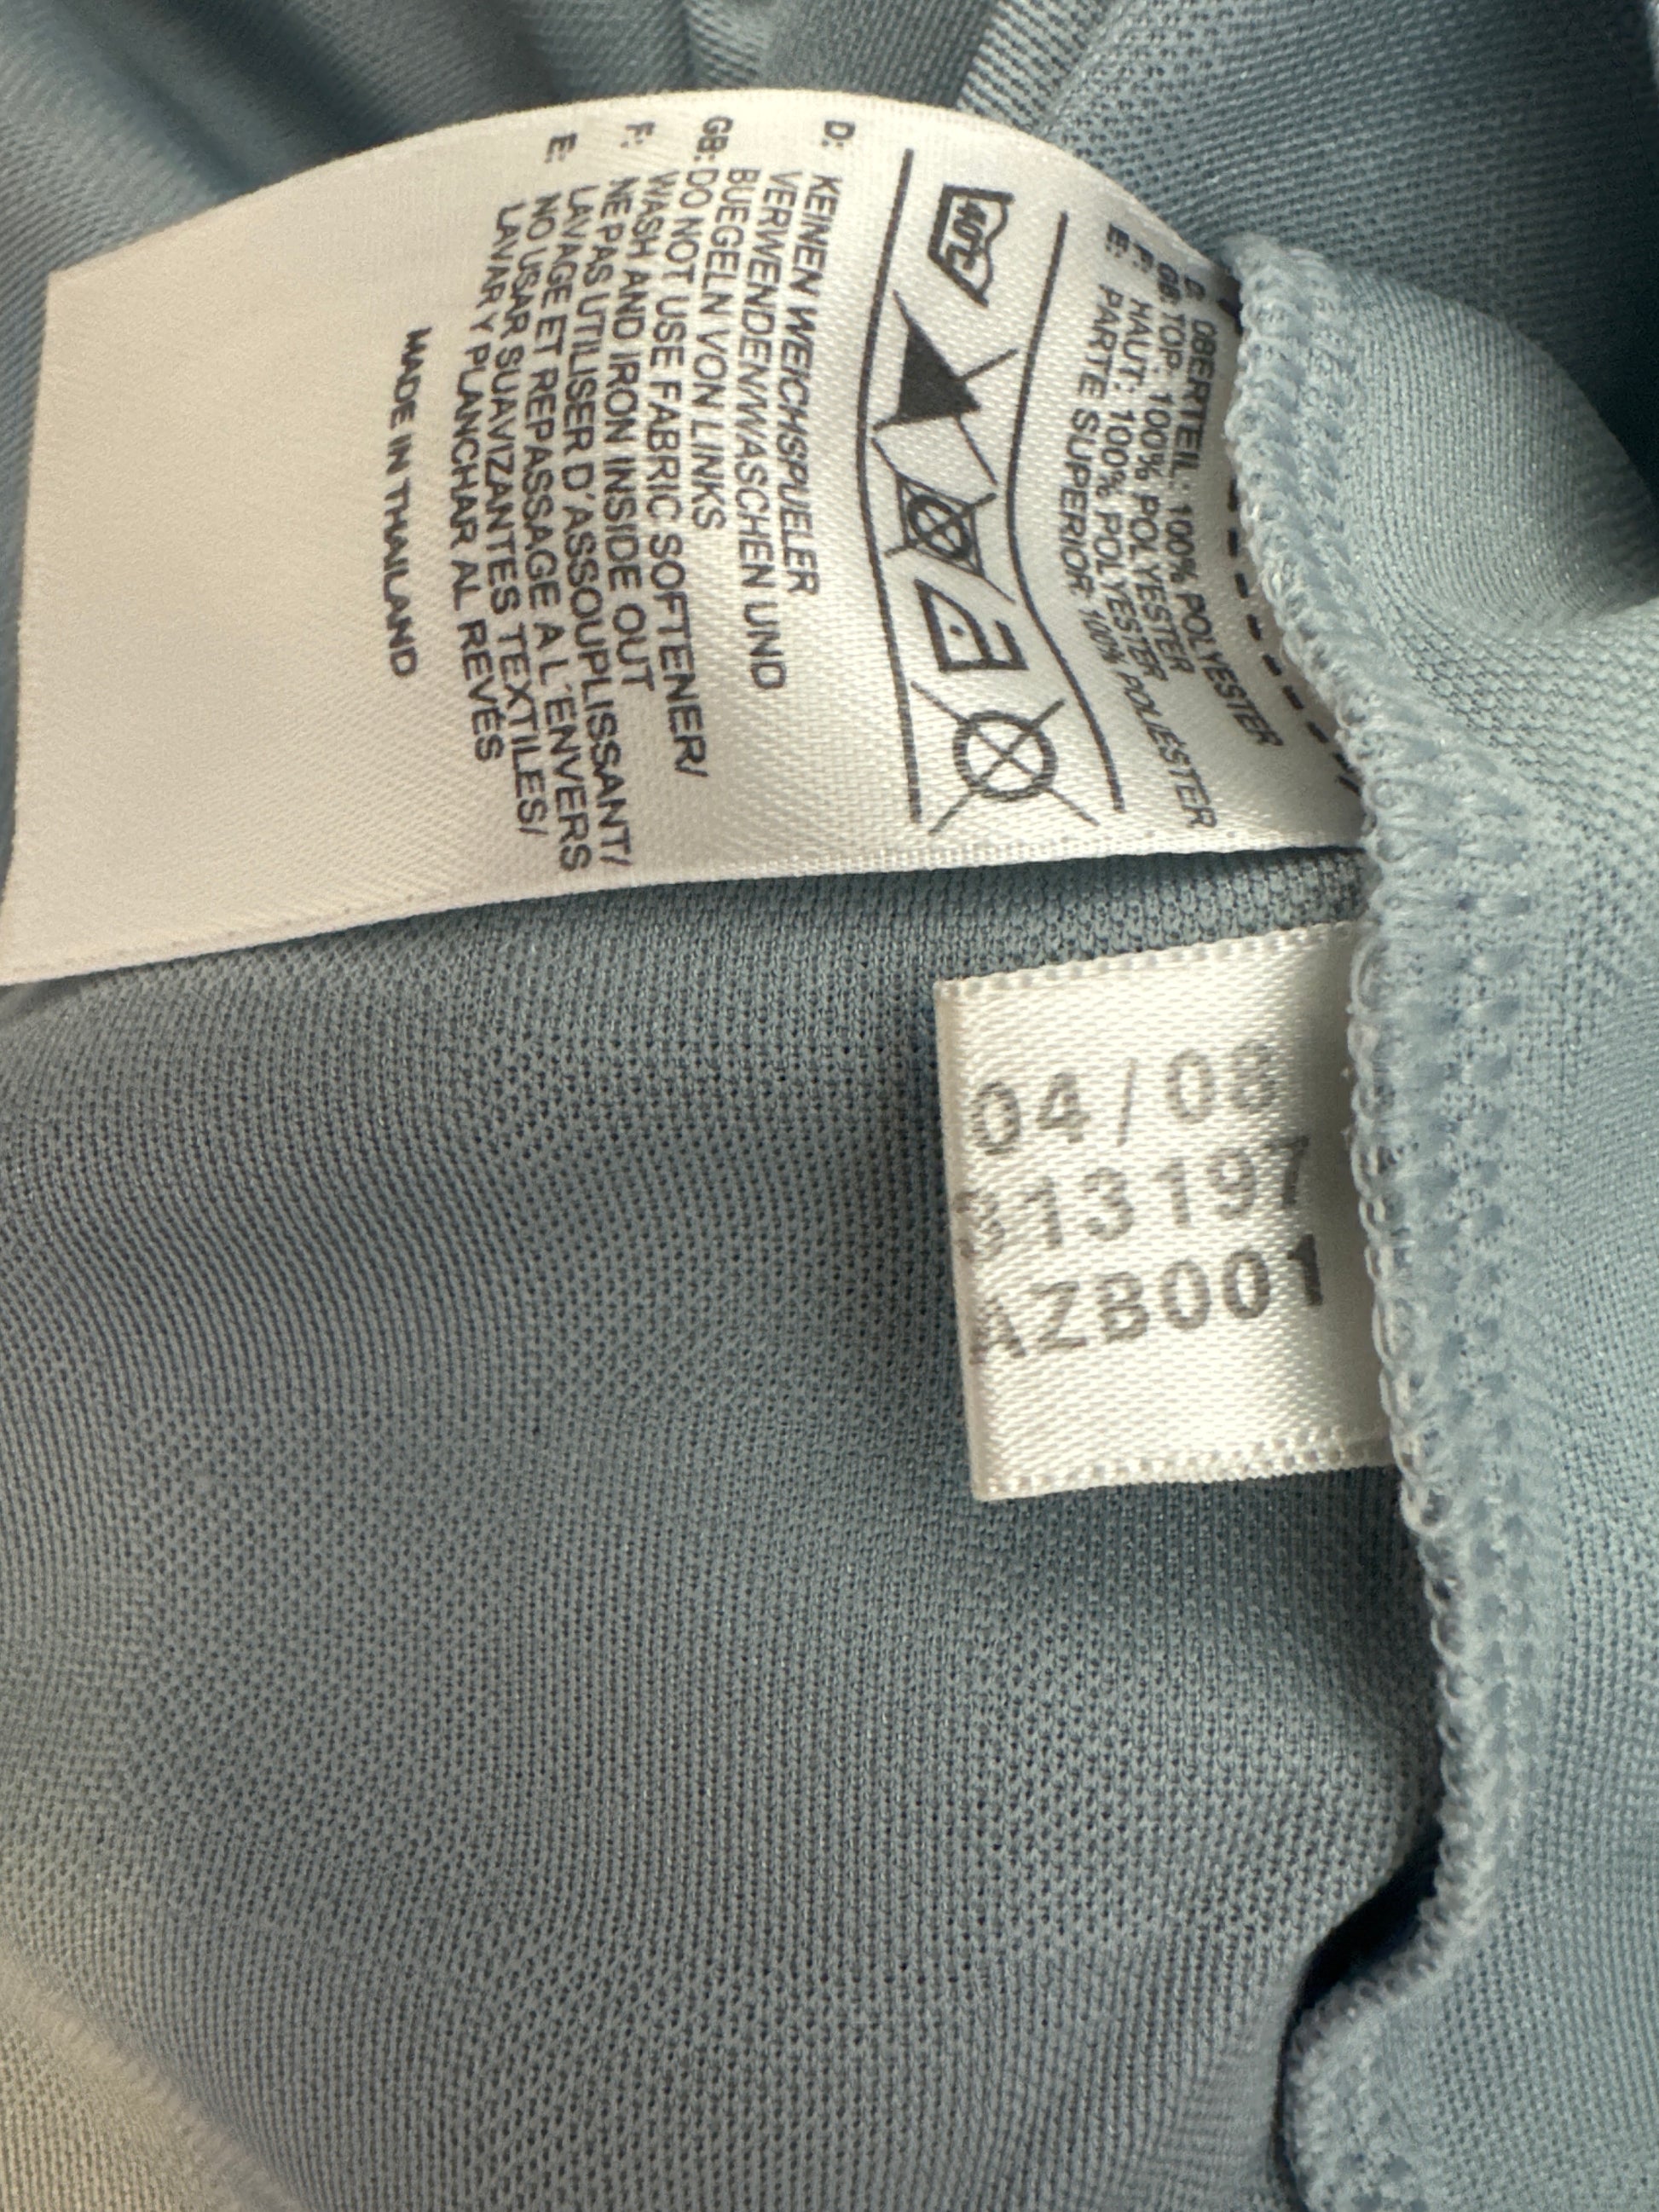 OBERTEIL: 100% POLYESTER
GB: TOP: 100% POLYESTER
F: HAUT: 100% POLYESTER
E: PARTE SUPERIOR: 100% POLIESTER
40°C
D: KEINEN WEICHSPUELER
VERWENDEN/WASCHEN UND
BUEGELN VON LINKS
GB: DO NOT USE FABRIC SOFTENER/
WASH AND IRON INSIDE OUT
F: NE PAS UTILISER D'ASSOUPLISSANT/
LAVAGE ET REPASSAGE A L'ENVERS
E: NO USAR SUAVIZANTES TEXTILES/
LAVAR Y PLANCHAR AL REVÉS
MADE IN THAILAND
04/08
313197
AZB001